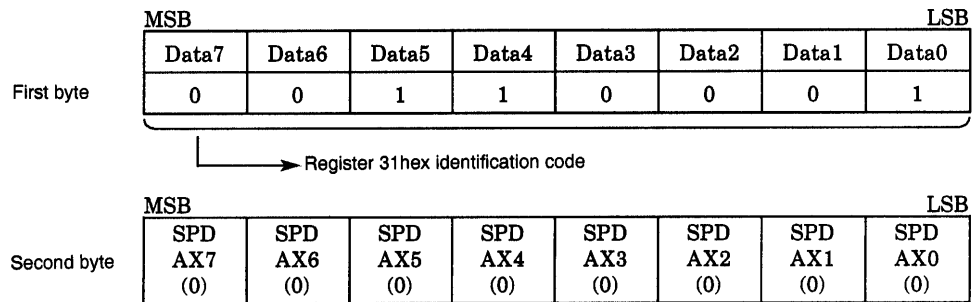 MSB LSB
Data7 Data6 Data5 Data4 Data3 Data2 Data1 Data0
First byte 0 0 1 1 0 0 0 1
Register 31hex identification code
MSB LSB
SPD SPD SPD SPD SPD SPD SPD SPD
Second byte AX7 AX6 AX5 AX4 AX3 AX2 AX1 AX0
(0) (0) (0) (0) (0) (0) (0) (0)